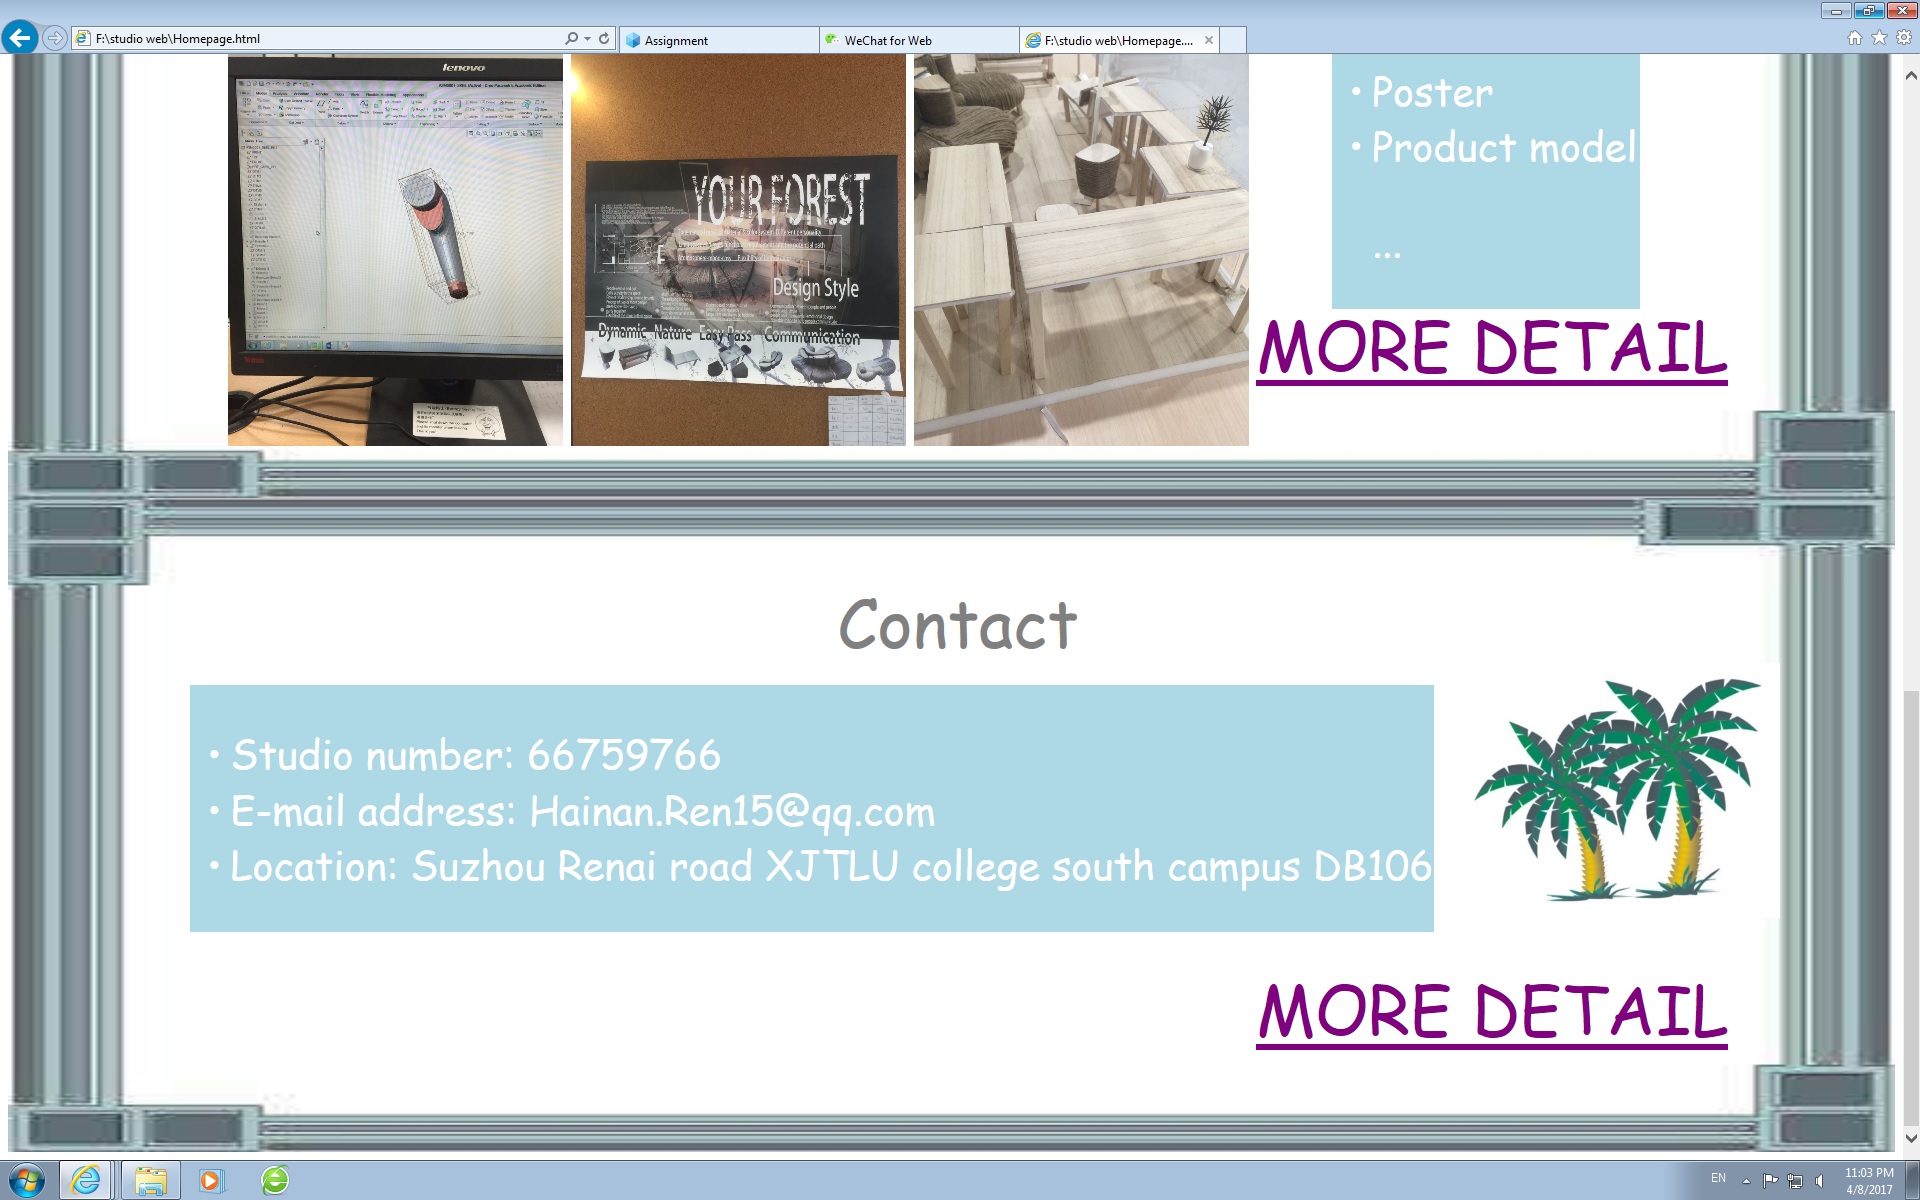 F:\studio web\Homepage.html
Assignment
WeChat for Web
F:\studio web\Homepage....
lenovo
YOUR FOREST
Design Style
Dynamic Nature Easy Pass Communication
• Poster
• Product model
...
MORE DETAIL
Contact
• Studio number: 66759766
• E-mail address: Hainan.Ren15@qq.com
• Location: Suzhou Renai road XJTLU college south campus DB106
MORE DETAIL
EN
11:03 PM
4/8/2017